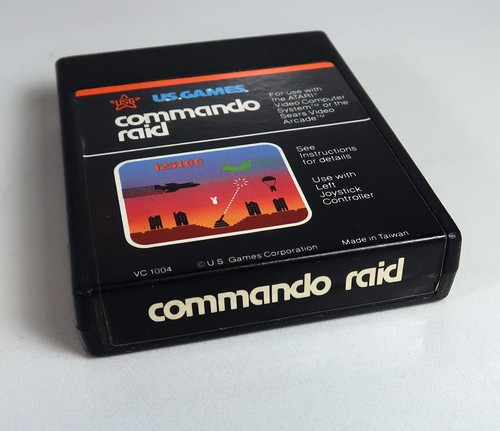 USG
U.S. GAMES.
commando
raid
For use with
the ATARI®
Video Computer
System™ or the
Sears Video
Arcade™
See
Instructions
for details
Use with
Left
Joystick
Controller
VC 1004
© U.S. Games Corporation
Made in Taiwan
commando raid